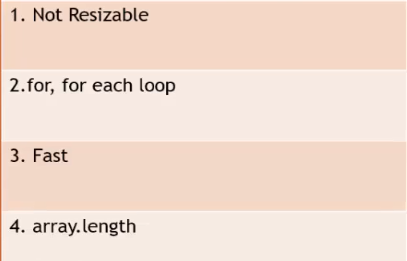 1. Not Resizable
2.for, for each loop
3. Fast
4. array.length